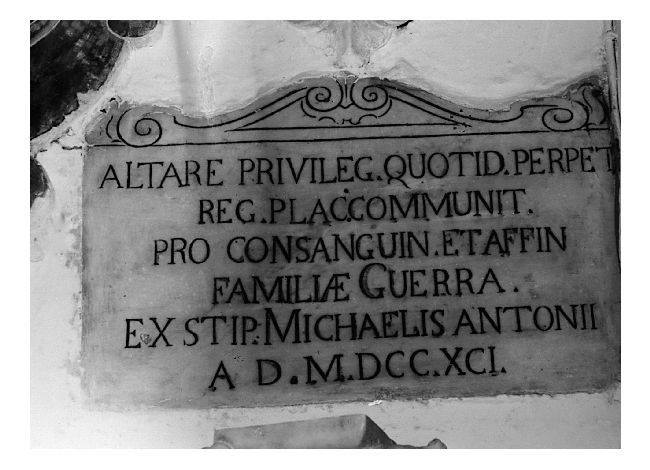 ALTARE PRIVILEG.QUOTID.PERPET
REG.PLAC.COMMUNIT.
PRO CONSANGUIN.ET AFFIN
FAMILIÆ GUERRA.
EX STIP.MICHAELIS ANTONII
A D.M.DCC.XCI.